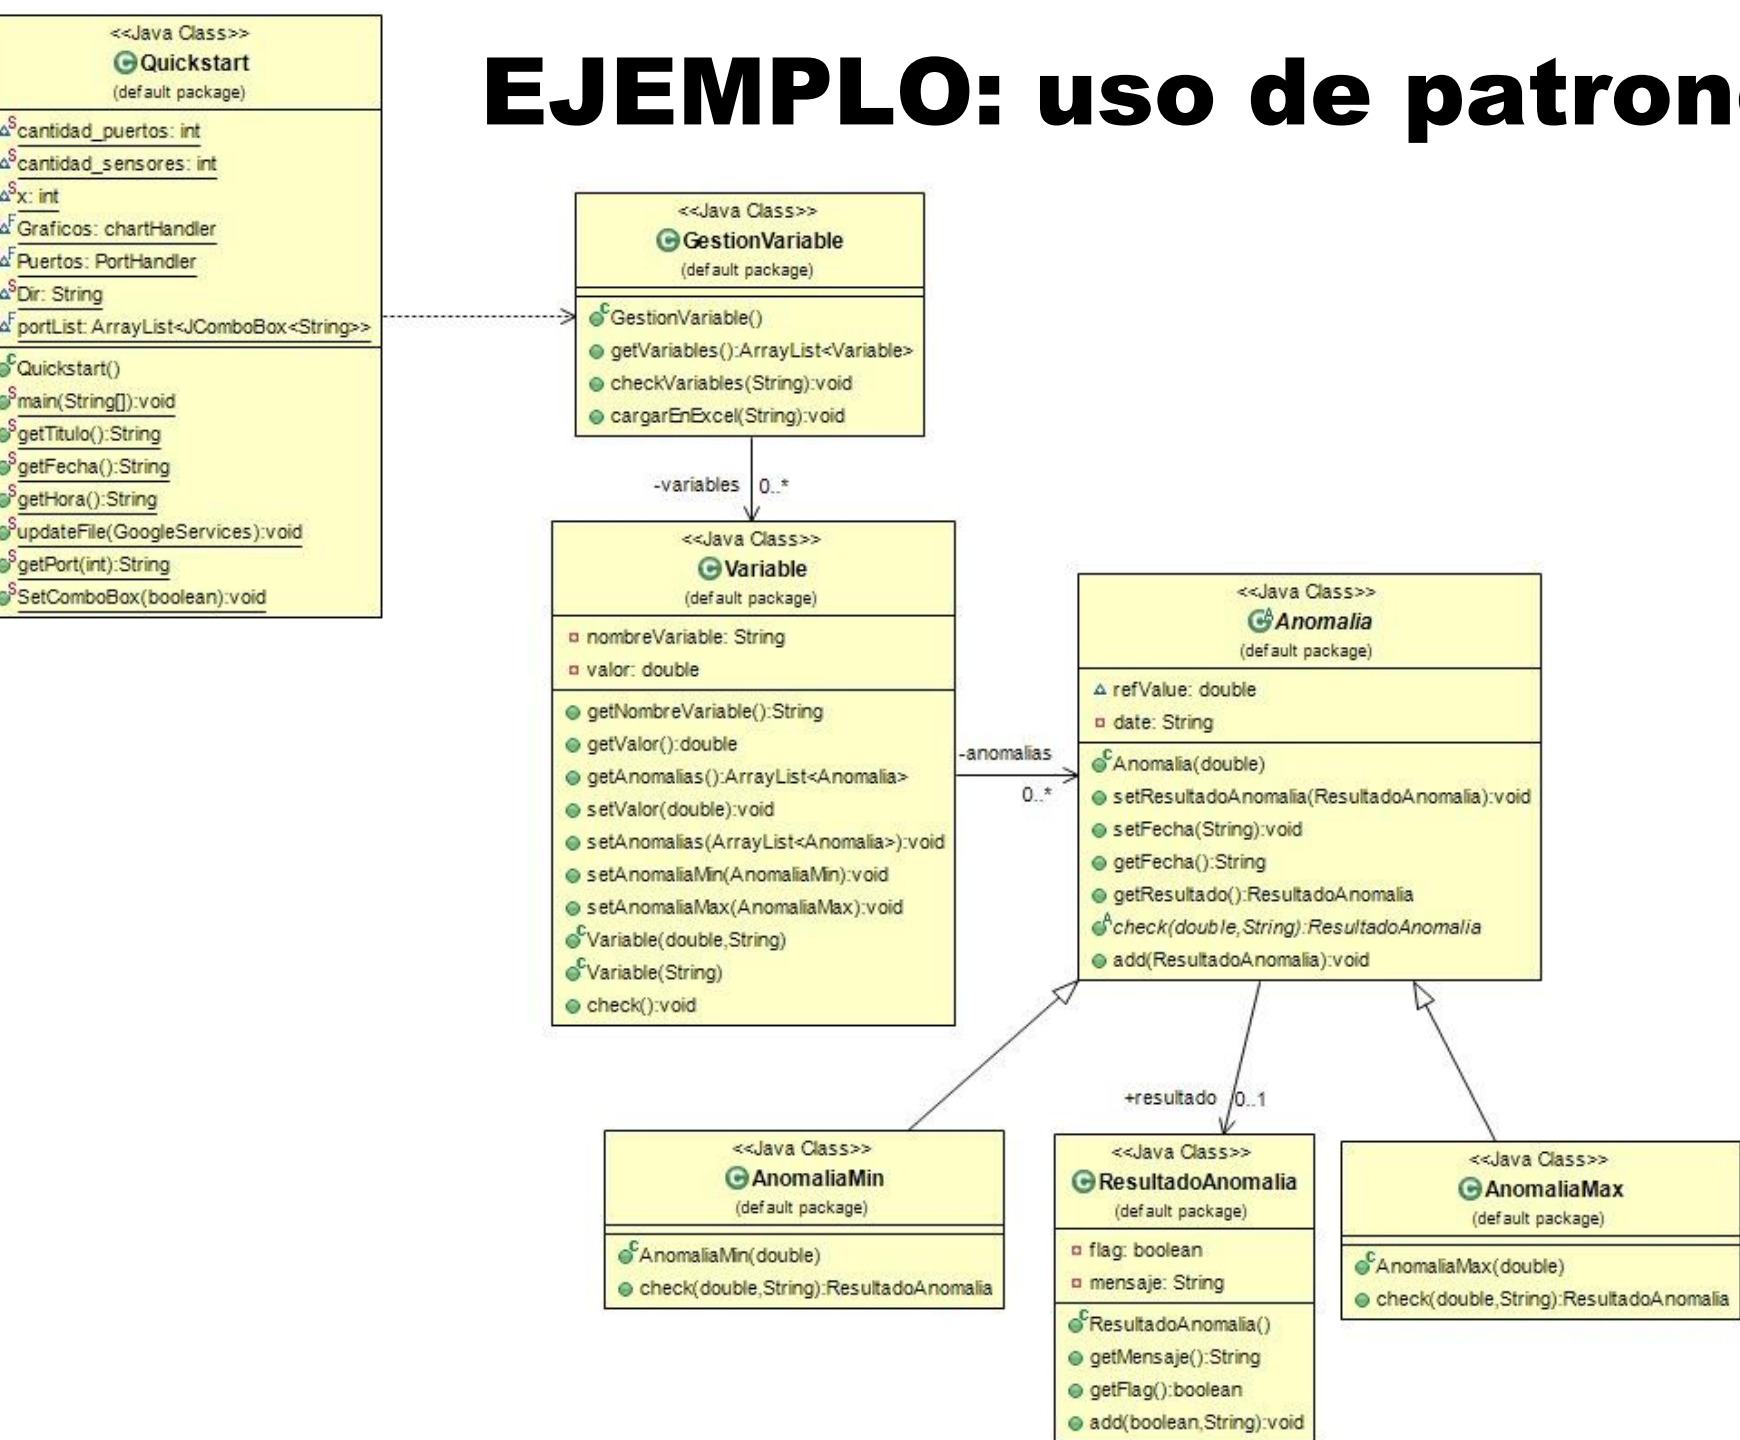 EJEMPLO: uso de patron
<<Java Class>>
Quickstart
(default package)
cantidad_puertos: int
cantidad_sensores: int
x: int
Graficos: chartHandler
Puertos: PortHandler
Dir: String
portList: ArrayList<JComboBox<String>>
Quickstart()
main(String[]):void
getTitulo():String
getFecha():String
getHora():String
updateFile(GoogleServices):void
getPort(int):String
SetComboBox(boolean):void
<<Java Class>>
GestionVariable
(default package)
GestionVariable()
getVariables():ArrayList<Variable>
checkVariables(String):void
cargarEnExcel(String):void
-variables 0..*
<<Java Class>>
Variable
(default package)
nombreVariable: String
valor: double
getNombreVariable():String
getValor():double
getAnomalias():ArrayList<Anomalia>
setValor(double):void
setAnomalias(ArrayList<Anomalia>):void
setAnomaliaMin(AnomaliaMin):void
setAnomaliaMax(AnomaliaMax):void
Variable(double,String)
Variable(String)
check():void
-anomalias
0..*
<<Java Class>>
Anomalia
(default package)
refValue: double
date: String
Anomalia(double)
setResultadoAnomalia(ResultadoAnomalia):void
setFecha(String):void
getFecha():String
getResultado():ResultadoAnomalia
check(double,String):ResultadoAnomalia
add(ResultadoAnomalia):void
+resultado 0..1
<<Java Class>>
AnomaliaMin
(default package)
AnomaliaMin(double)
check(double,String):ResultadoAnomalia
<<Java Class>>
ResultadoAnomalia
(default package)
flag: boolean
mensaje: String
ResultadoAnomalia()
getMensaje():String
getFlag():boolean
add(boolean,String):void
<<Java Class>>
AnomaliaMax
(default package)
AnomaliaMax(double)
check(double,String):ResultadoAnomalia